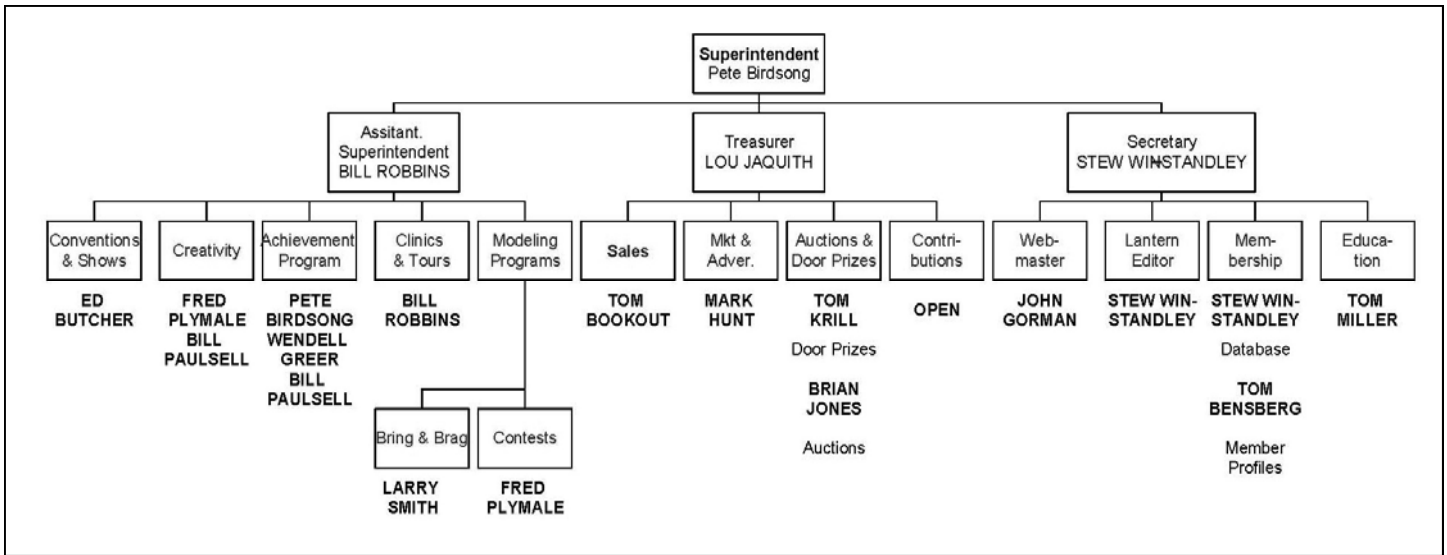 Superintendent
Pete Birdsong
Assitant.
Superintendent
BILL ROBBINS
Treasurer
LOU JAQUITH
Secretary
STEW WINSTANDLEY
Conventions
& Shows
ED
BUTCHER
Creativity
FRED
PLYMALE
BILL
PAULSELL
Achievement
Program
PETE
BIRDSONG
WENDELL
GREER
BILL
PAULSELL
Clinics
& Tours
BILL
ROBBINS
Modeling
Programs
Bring & Brag
LARRY
SMITH
Contests
FRED
PLYMALE
Sales
TOM
BOOKOUT
Mkt &
Adver.
MARK
HUNT
Auctions &
Door Prizes
TOM
KRILL
Door Prizes
BRIAN
JONES
Auctions
Contri-
butions
OPEN
Web-
master
JOHN
GORMAN
Lantern
Editor
STEW WIN-
STANDLEY
Mem-
bership
STEW WIN-
STANDLEY
Database
TOM
BENSBERG
Member
Profiles
Educa-
tion
TOM
MILLER